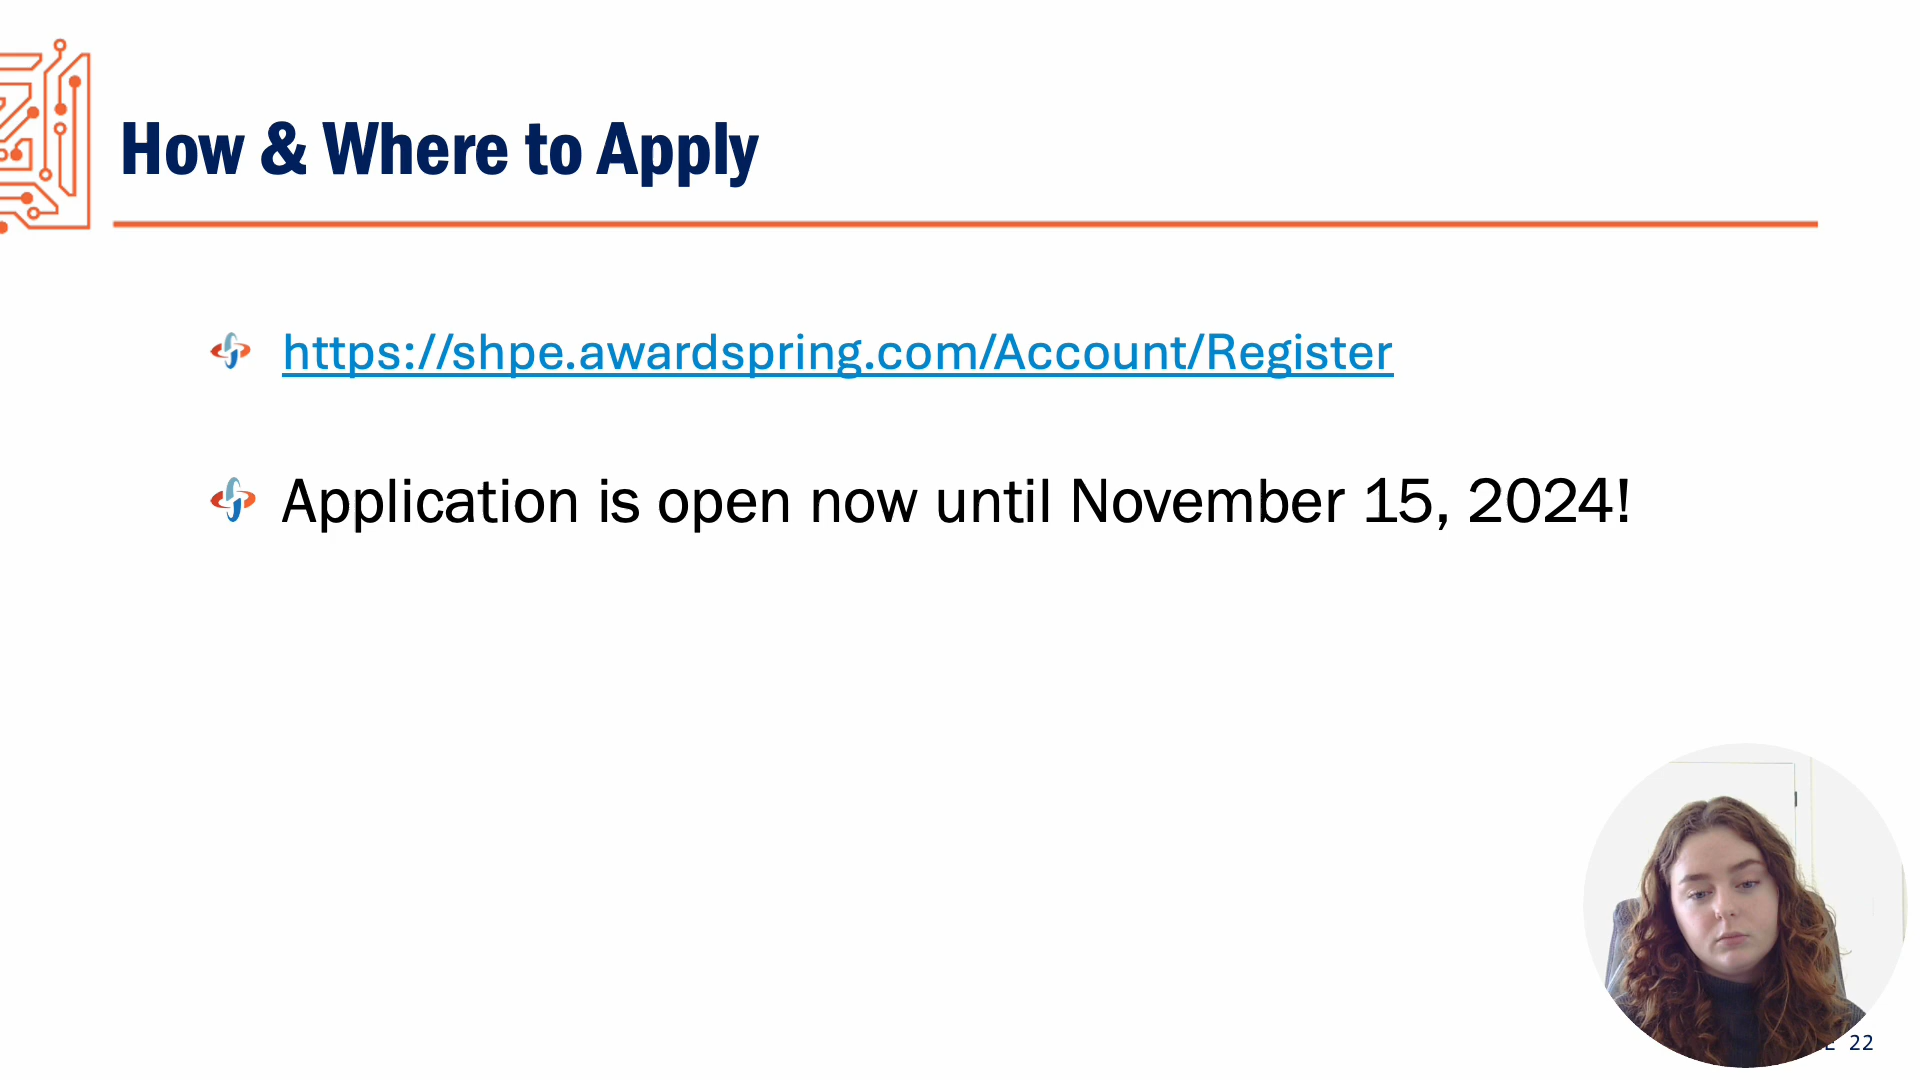 How & Where to Apply
https://shpe.awardspring.com/Account/Register
Application is open now until November 15, 2024!
22